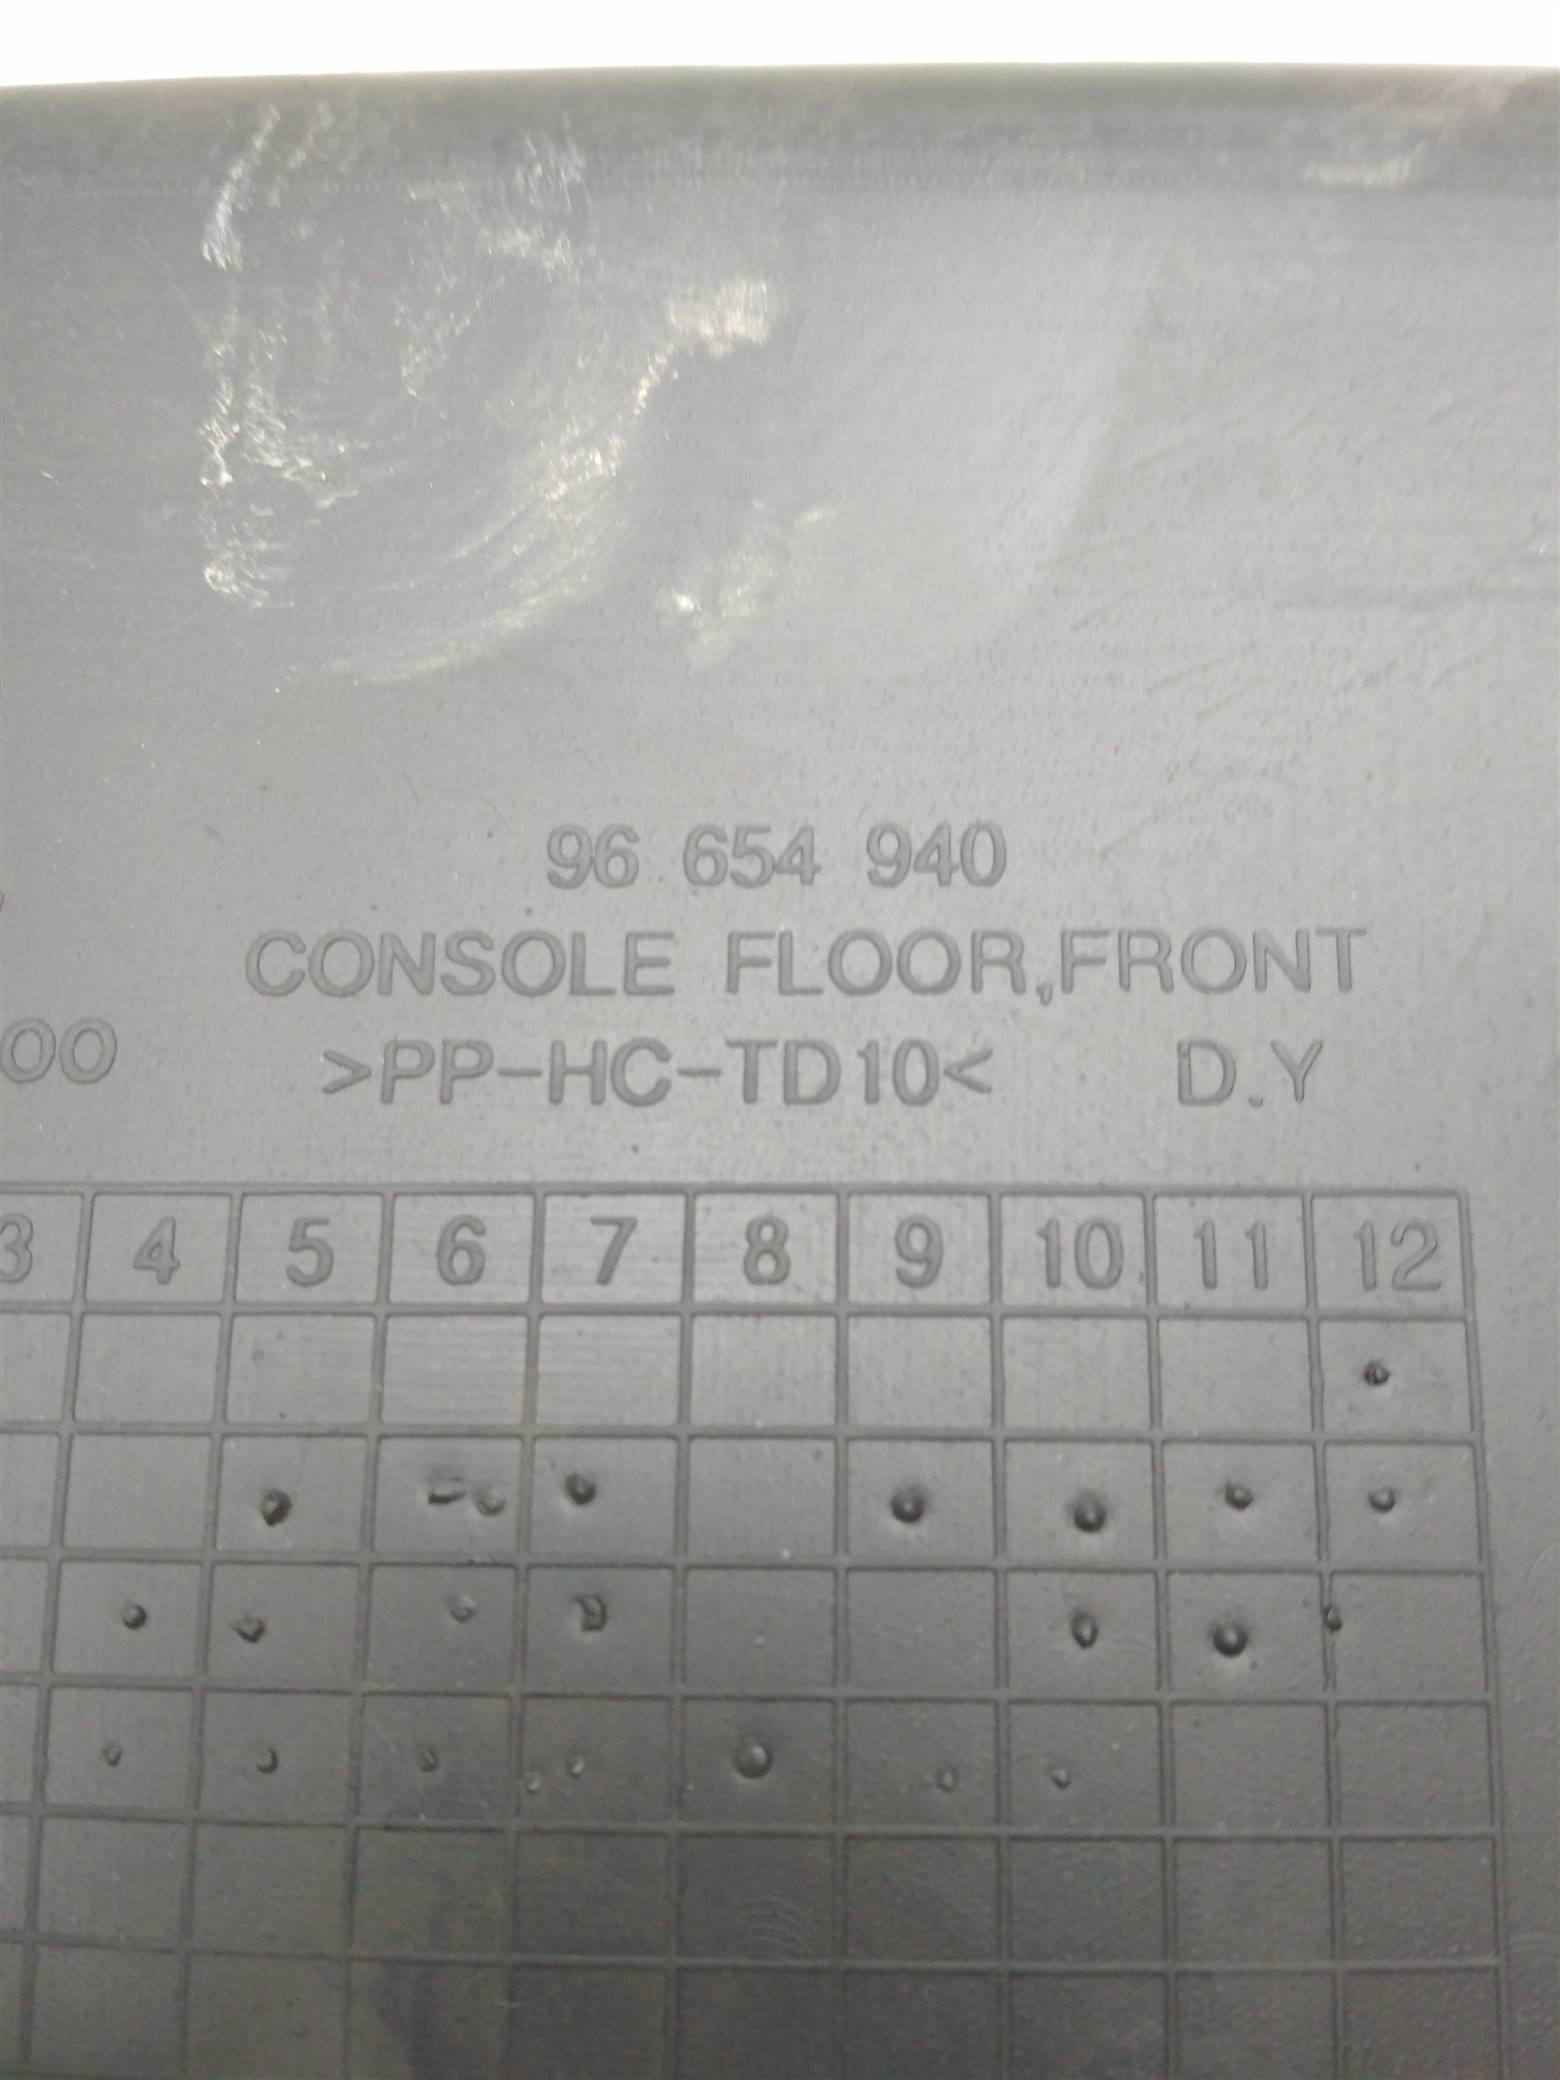 96 654 940
CONSOLE FLOOR,FRONT
00 >PP-HC-TD10< D.Y
3 4 5 6 7 8 9 10 11 12